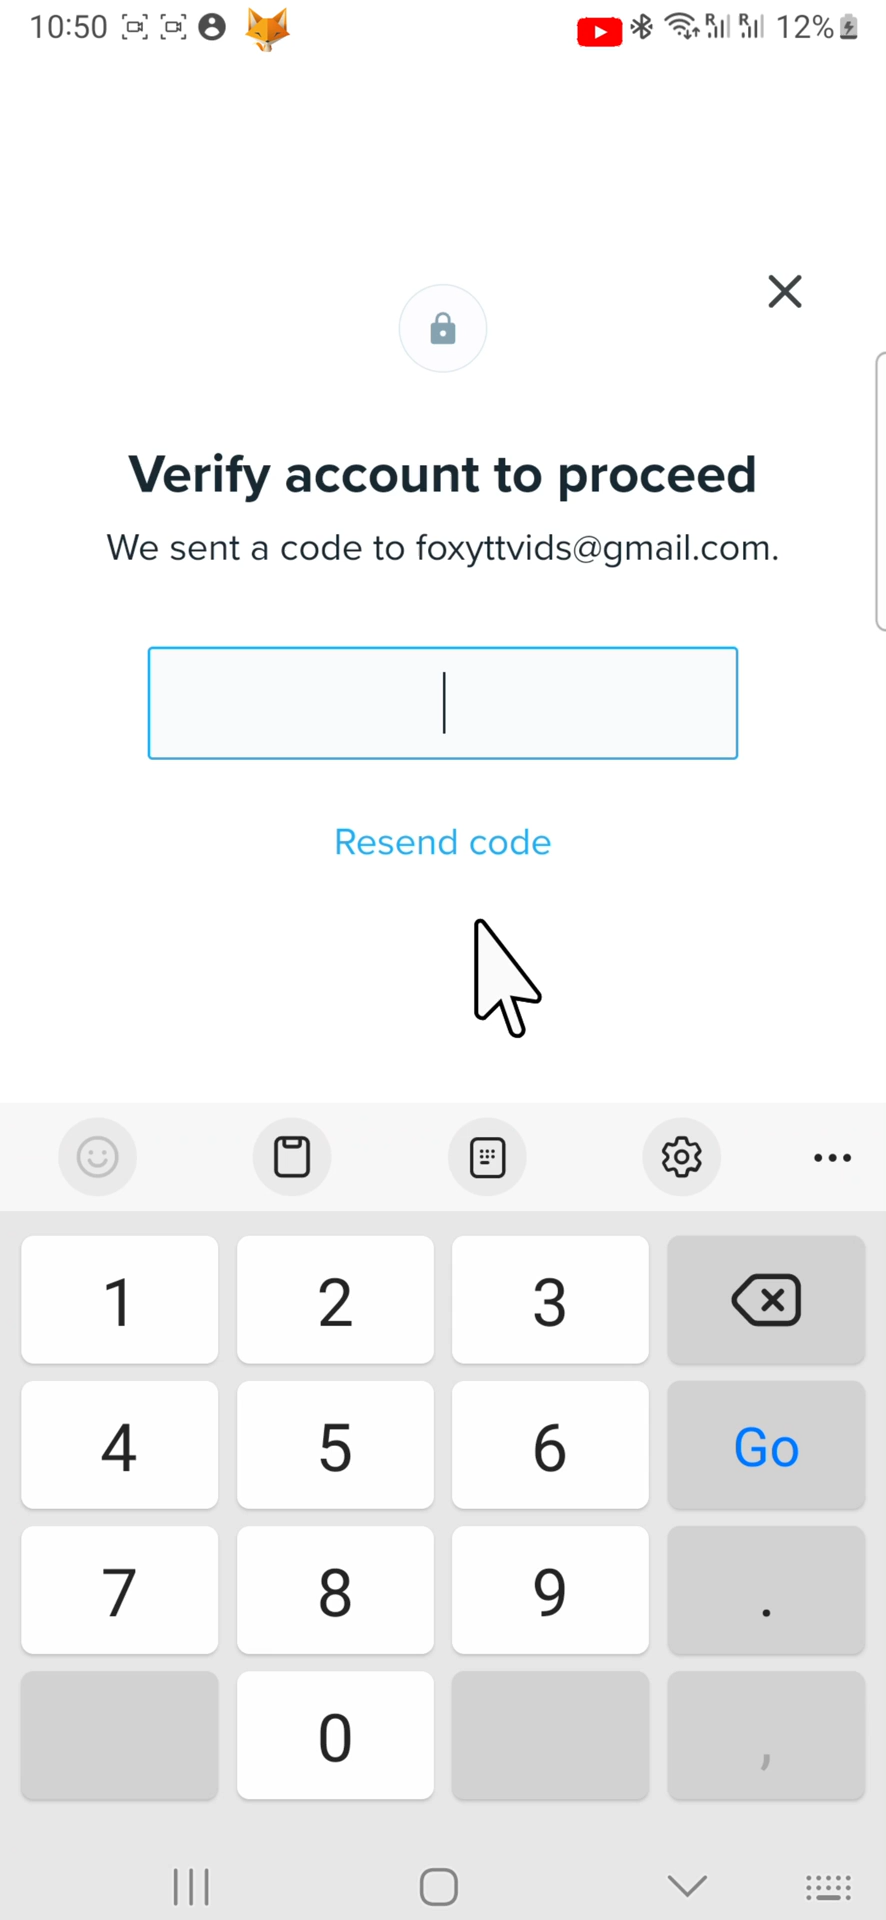 10:50
12%
Verify account to proceed
We sent a code to foxyttvids@gmail.com.
Resend code
1 2 3
4 5 6 Go
7 8 9 .
0 ,